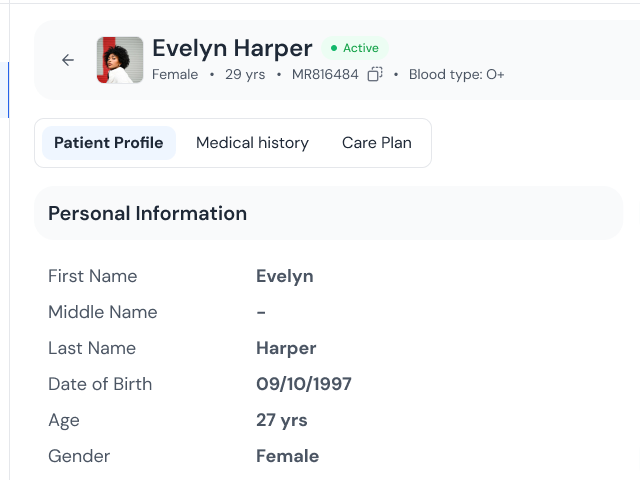 Evelyn Harper • Active
Female • 29 yrs • MR816484 • Blood type: O+
Patient Profile Medical history Care Plan
Personal Information
First Name Evelyn
Middle Name -
Last Name Harper
Date of Birth 09/10/1997
Age 27 yrs
Gender Female